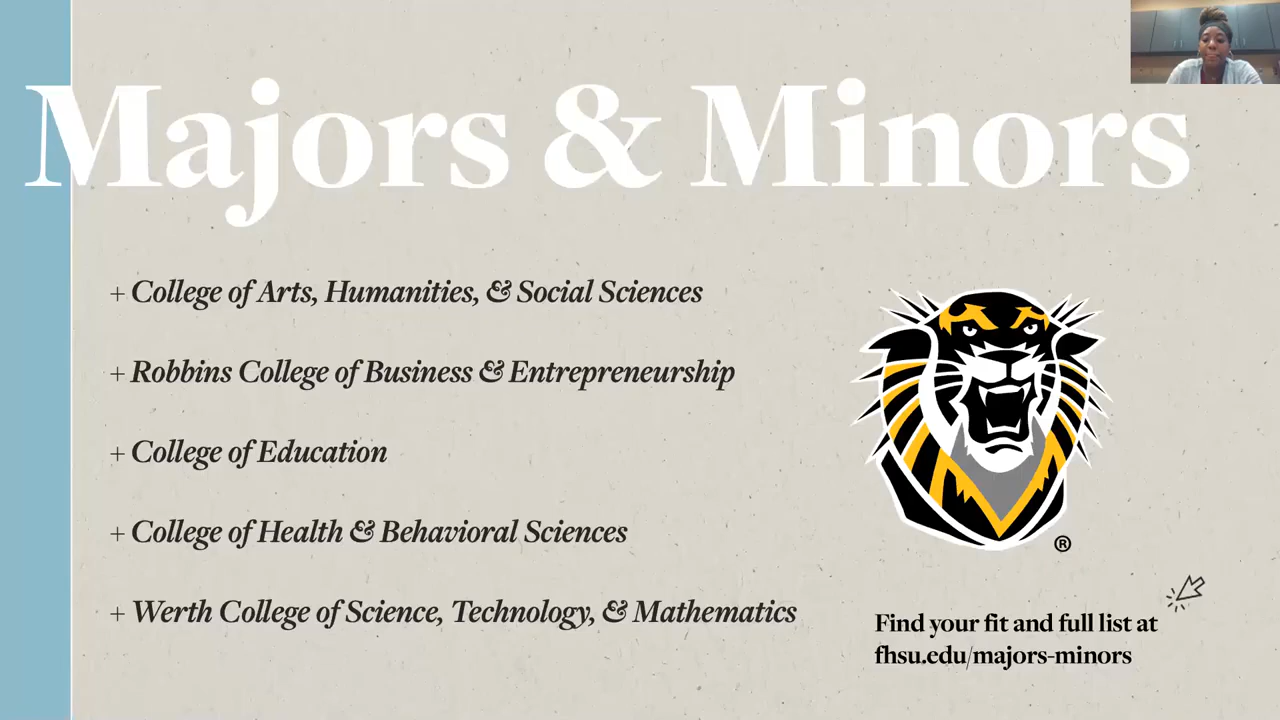 Majors & Minors
+ College of Arts, Humanities, & Social Sciences
+ Robbins College of Business & Entrepreneurship
+ College of Education
+ College of Health & Behavioral Sciences
+ Werth College of Science, Technology, & Mathematics
®
Find your fit and full list at
fhsu.edu/majors-minors